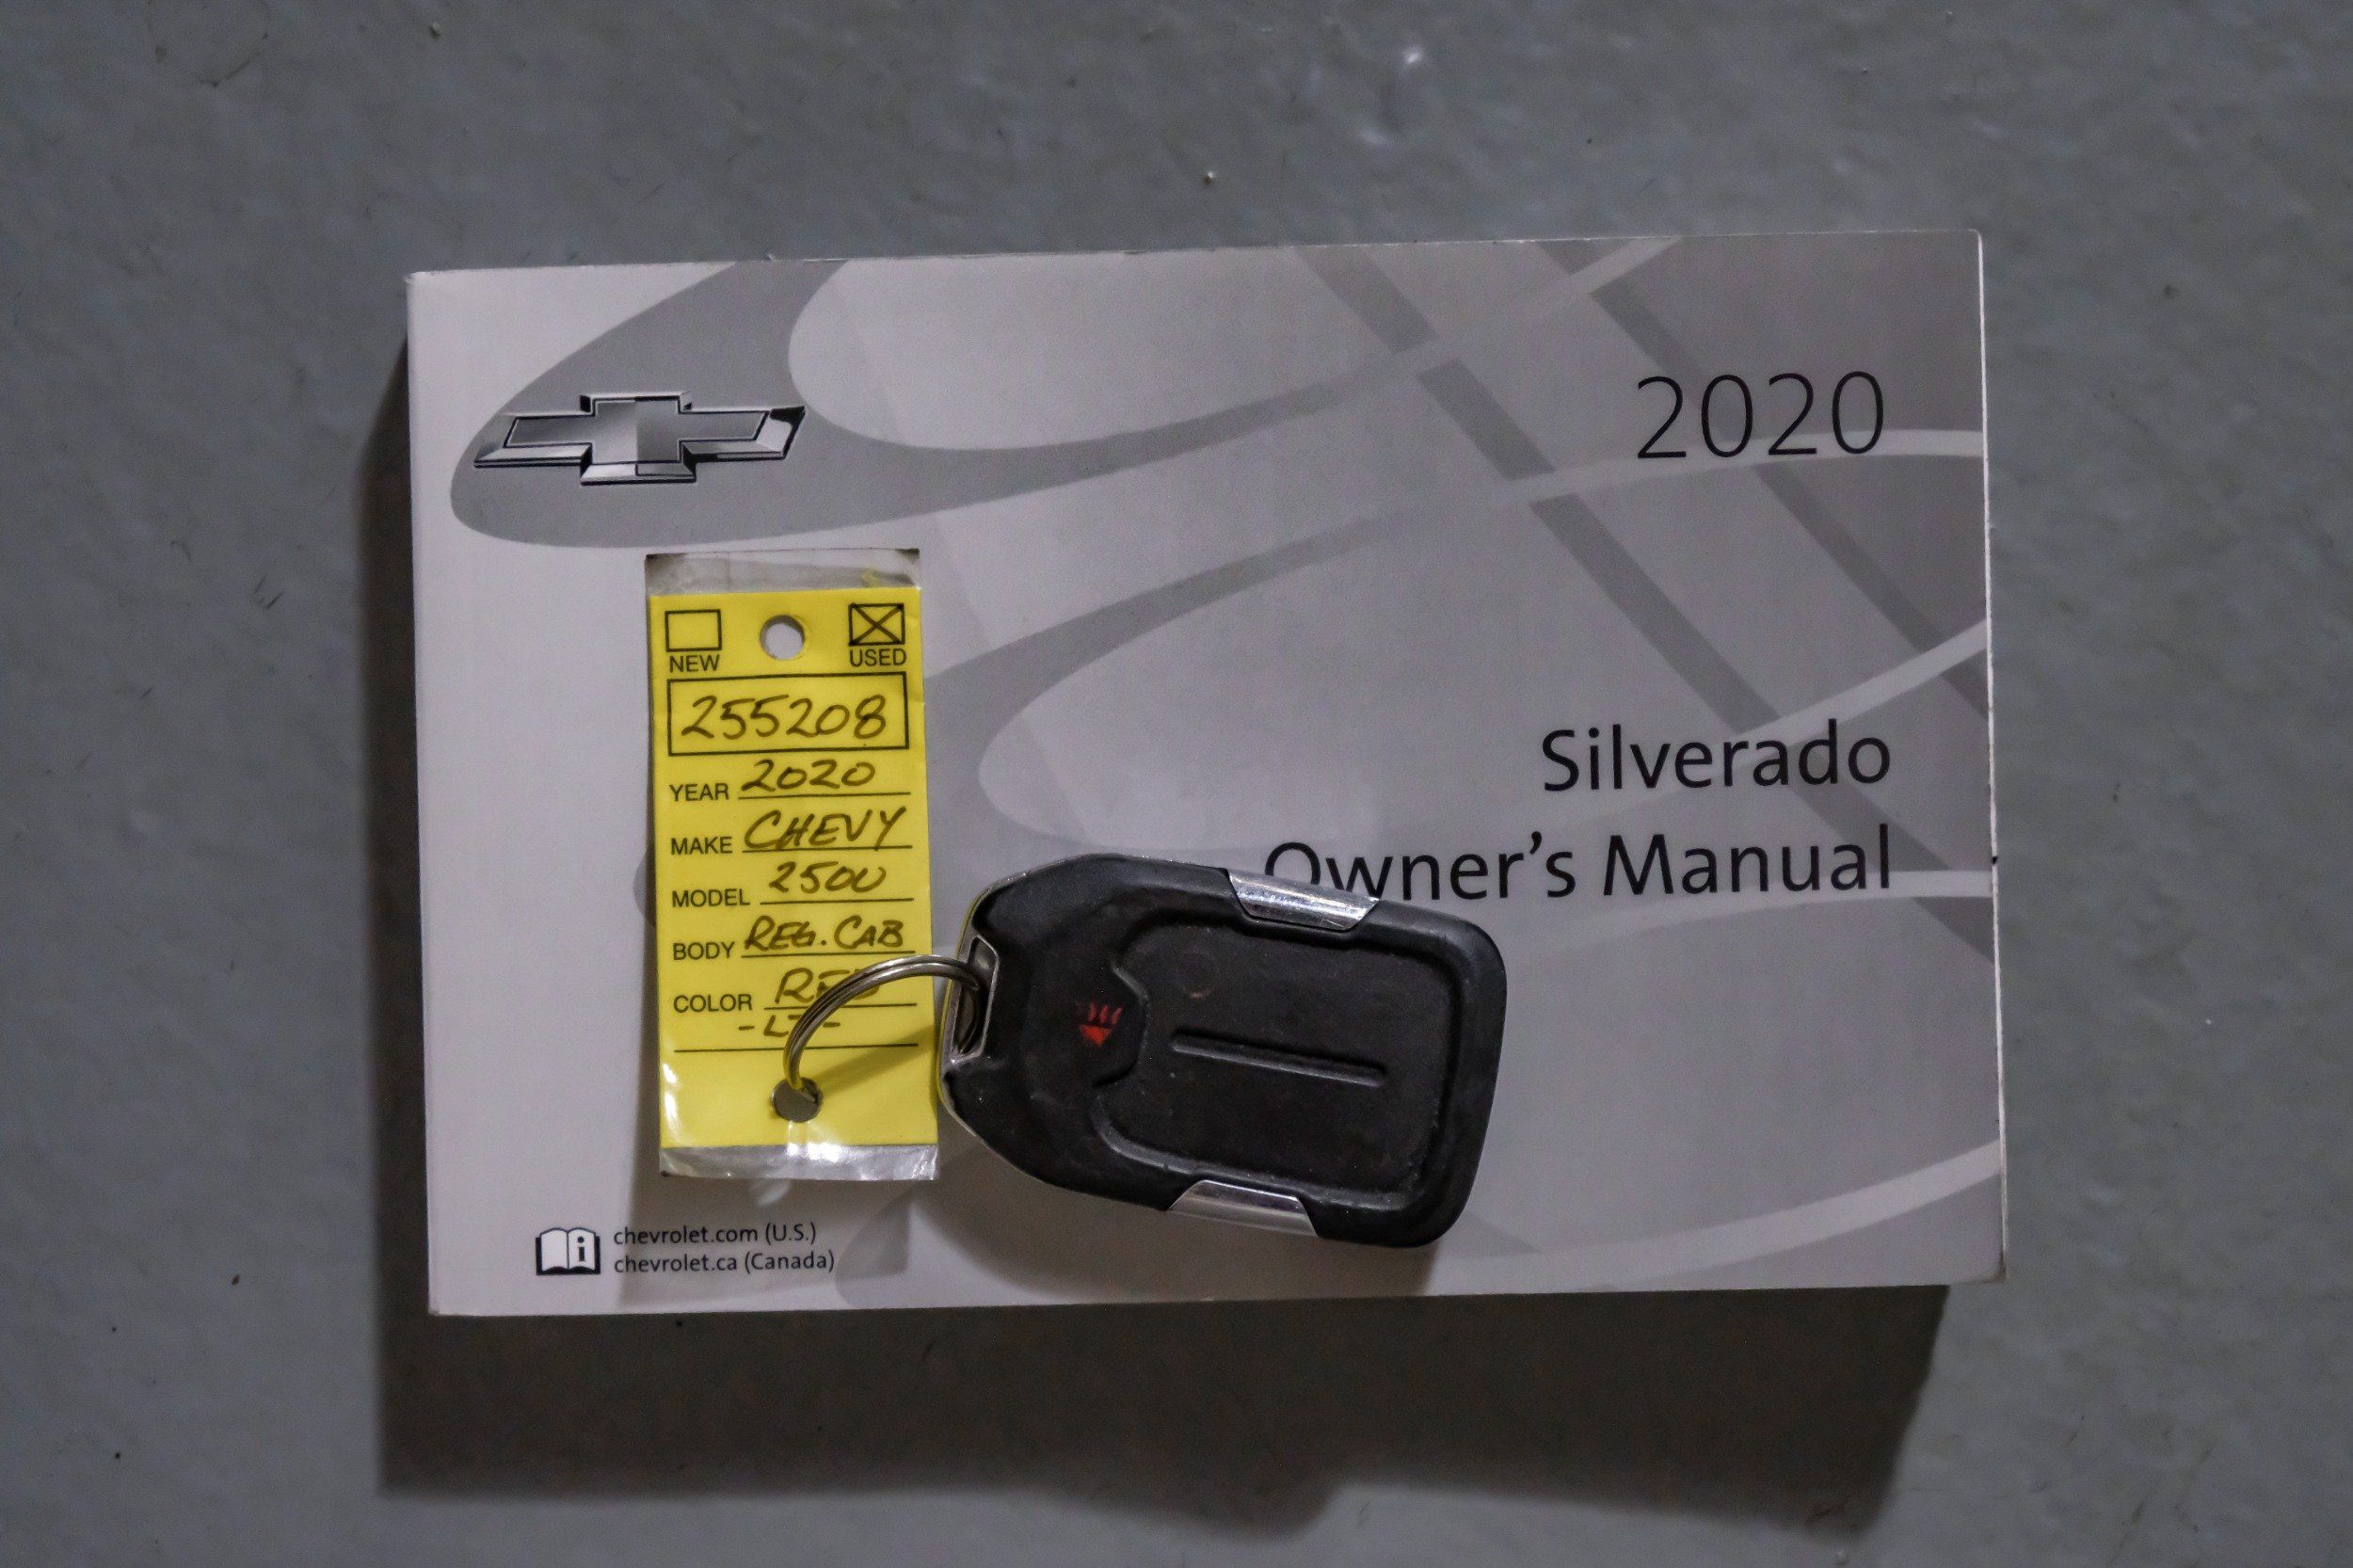 2020
Silverado
Owner's Manual
NEW
USED
255208
YEAR 2020
MAKE CHEVY
MODEL 2500
BODY REG. CAB
COLOR RED
chevrolet.com (U.S.)
chevrolet.ca (Canada)